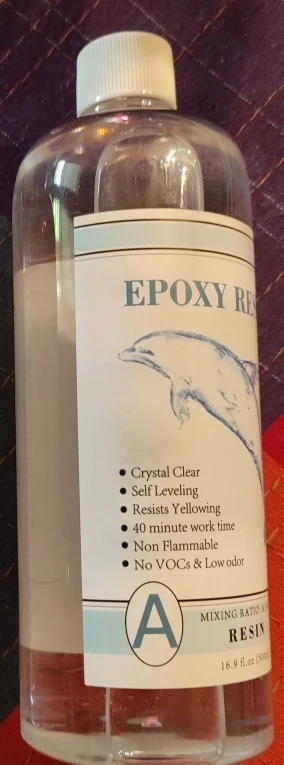 EPOXY
• Crystal Clear
• Self Leveling
• Resists Yellowing
• 40 minute work time
• Non Flammable
• No VOCs & Low odor
A
MIXING RATIO:
RESIN
16.9 fl.oz